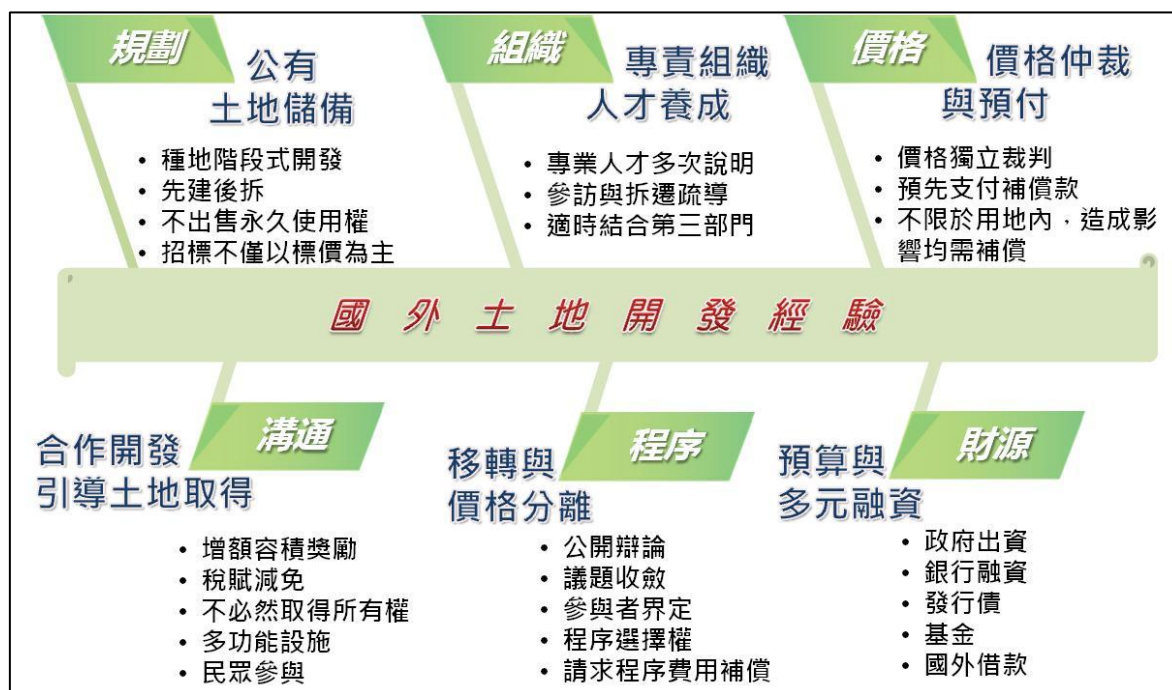 規劃
公有
土地儲備
• 種地階段式開發
• 先建後拆
• 不出售永久使用權
• 招標不僅以標價為主
組織
專責組織
人才養成
• 專業人才多次說明
• 參訪與拆遷疏導
• 適時結合第三部門
價格
價格仲裁
與預付
• 價格獨立裁判
• 預先支付補償款
• 不限於用地內，造成影
響均需補償
國外土地開發經驗
溝通
合作開發
引導土地取得
• 增額容積獎勵
• 稅賦減免
• 不必然取得所有權
• 多功能設施
• 民眾參與
程序
移轉與
價格分離
• 公開辯論
• 議題收斂
• 參與者界定
• 程序選擇權
• 請求程序費用補償
財源
預算與
多元融資
• 政府出資
• 銀行融資
• 發行債
• 基金
• 國外借款